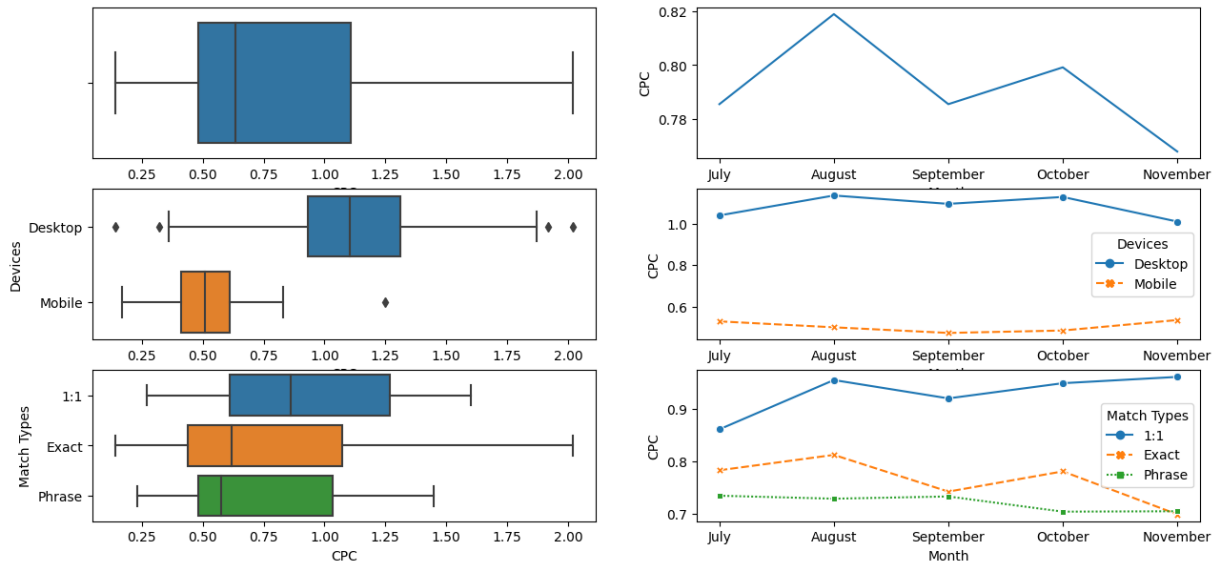 0.25 0.50 0.75 1.00 1.25 1.50 1.75 2.00
CPC
0.82
0.80
0.78
CPC
July August September October November
Month
Devices
Desktop
Mobile
0.25 0.50 0.75 1.00 1.25 1.50 1.75 2.00
CPC
1.0
0.6
CPC
Devices
Desktop
Mobile
July August September October November
Month
Match Types
1:1
Exact
Phrase
0.25 0.50 0.75 1.00 1.25 1.50 1.75 2.00
CPC
0.9
0.8
0.7
CPC
Match Types
1:1
Exact
Phrase
July August September October November
Month